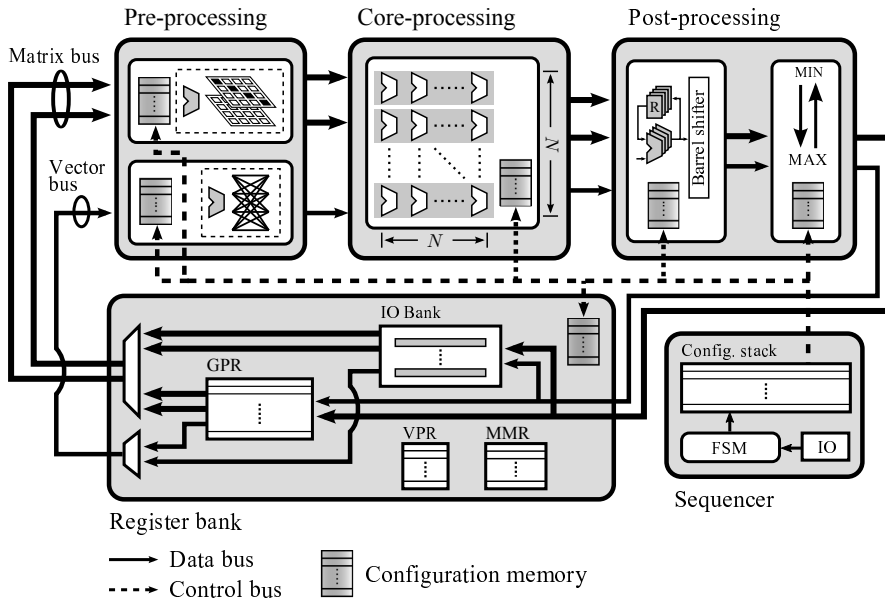 Pre-processing
Core-processing
Post-processing
Matrix bus
Vector
bus
N
N
R
Barrel shifter
MIN
MAX
IO Bank
GPR
VPR
MMR
Config. stack
FSM
IO
Sequencer
Register bank
Data bus
Control bus
Configuration memory